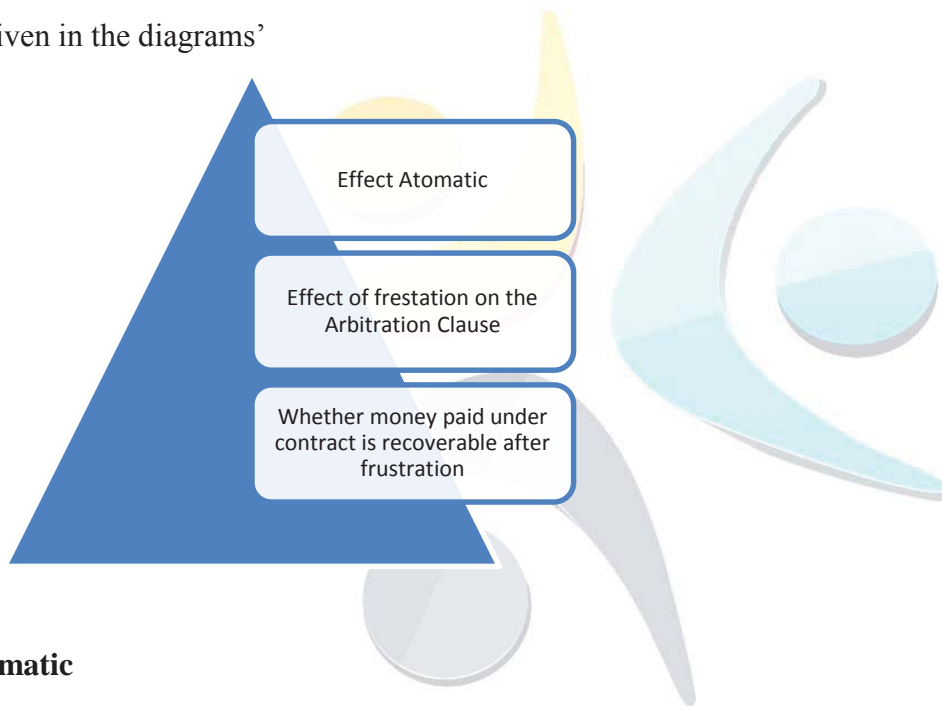 iven in the diagrams’
Effect Atomatic
Effect of frestation on the
Arbitration Clause
Whether money paid under
contract is recoverable after
frustration
matic